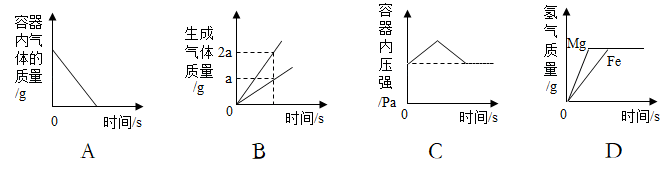 容器
内气
体的
质量
/g
0
时间/s
A
生成
气体
质量
/g
2a
a
0
时间/s
B
容
器
内
压
强
/Pa
0
时间/s
C
氢
气
质
量
/g
Mg
Fe
0
时间/s
D